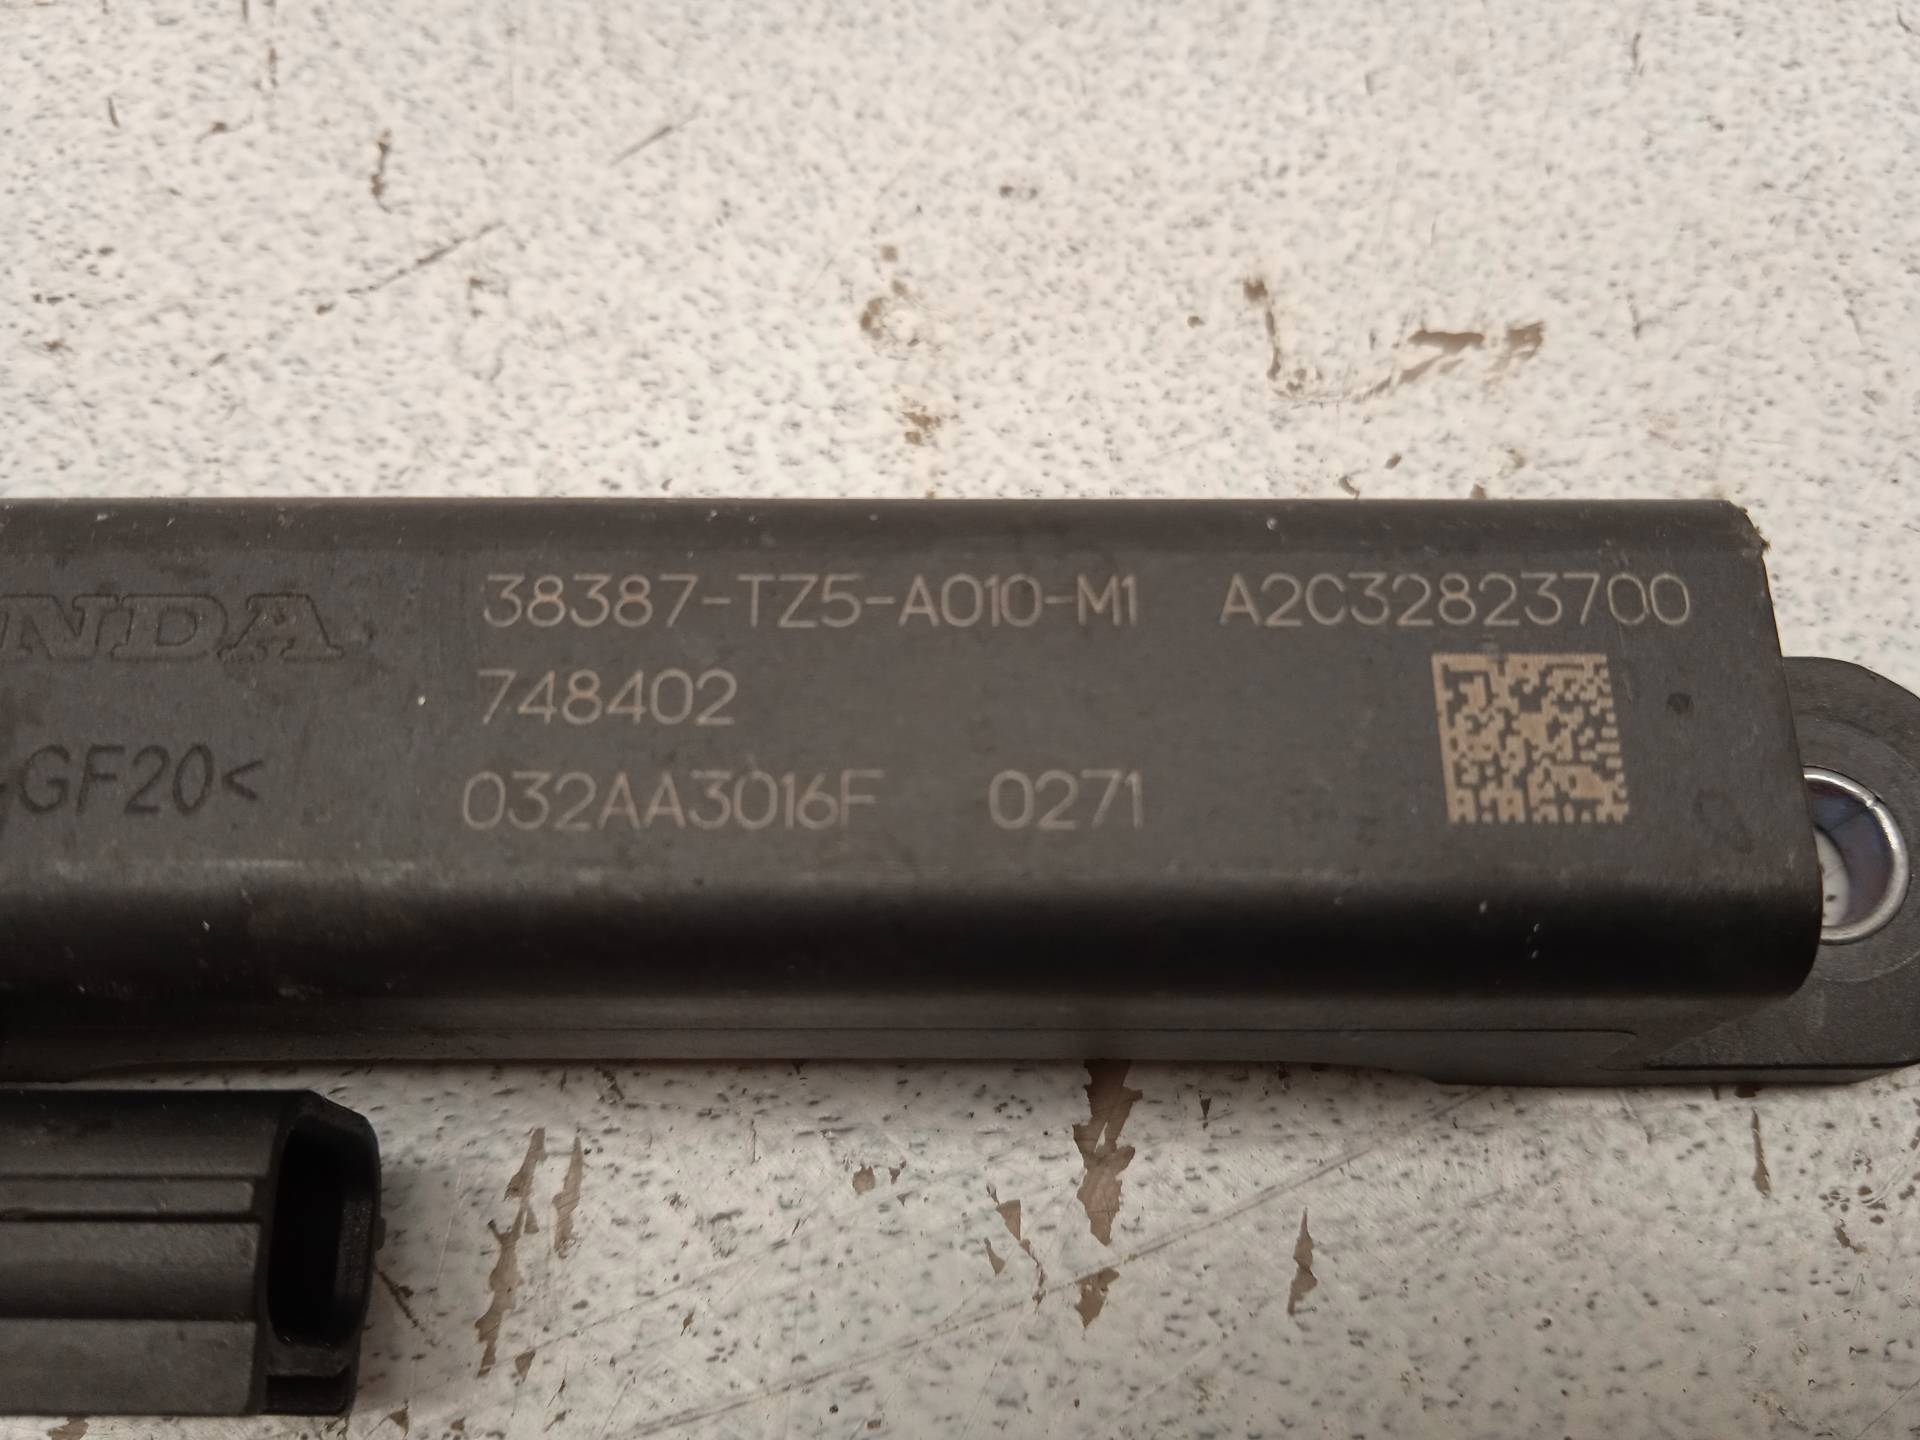 NDA
38387-TZ5-A010-M1 A2C32823700
748402
-GF20<
032AA3016F 0271